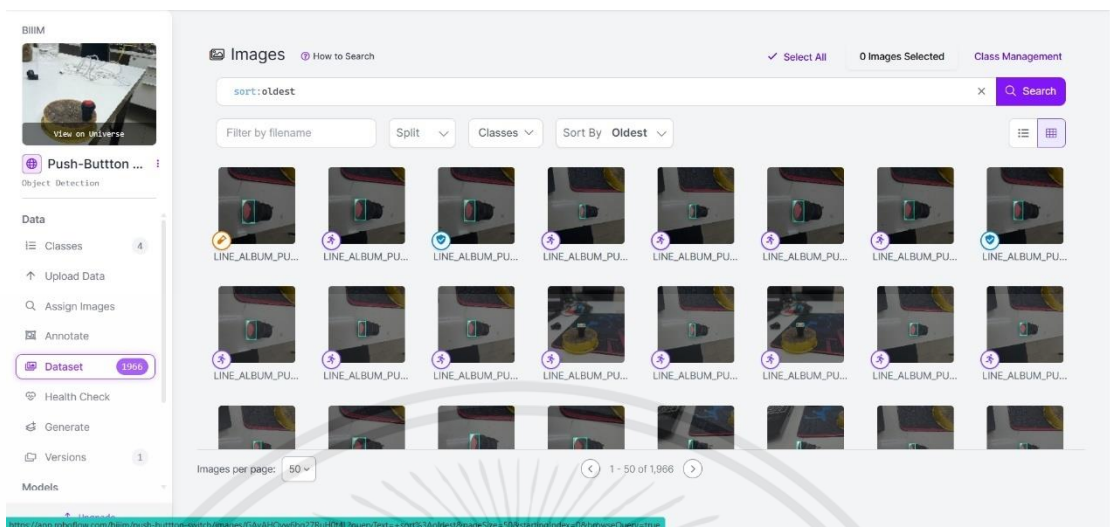 BIIIM
View on Universe
Push-Buttton ...
Object Detection
Data
Classes 4
Upload Data
Assign Images
Annotate
Dataset 1966
Health Check
Generate
Versions 1
Models
Upgrade
Images How to Search Select All 0 Images Selected Class Management
sort:oldest Search
Filter by filename Split Classes Sort By Oldest
LINE_ALBUM_PU... LINE_ALBUM_PU... LINE_ALBUM_PU... LINE_ALBUM_PU... LINE_ALBUM_PU... LINE_ALBUM_PU... LINE_ALBUM_PU... LINE_ALBUM_PU...
LINE_ALBUM_PU... LINE_ALBUM_PU... LINE_ALBUM_PU... LINE_ALBUM_PU... LINE_ALBUM_PU... LINE_ALBUM_PU... LINE_ALBUM_PU... LINE_ALBUM_PU...
Images per page: 50 1 - 50 of 1,966